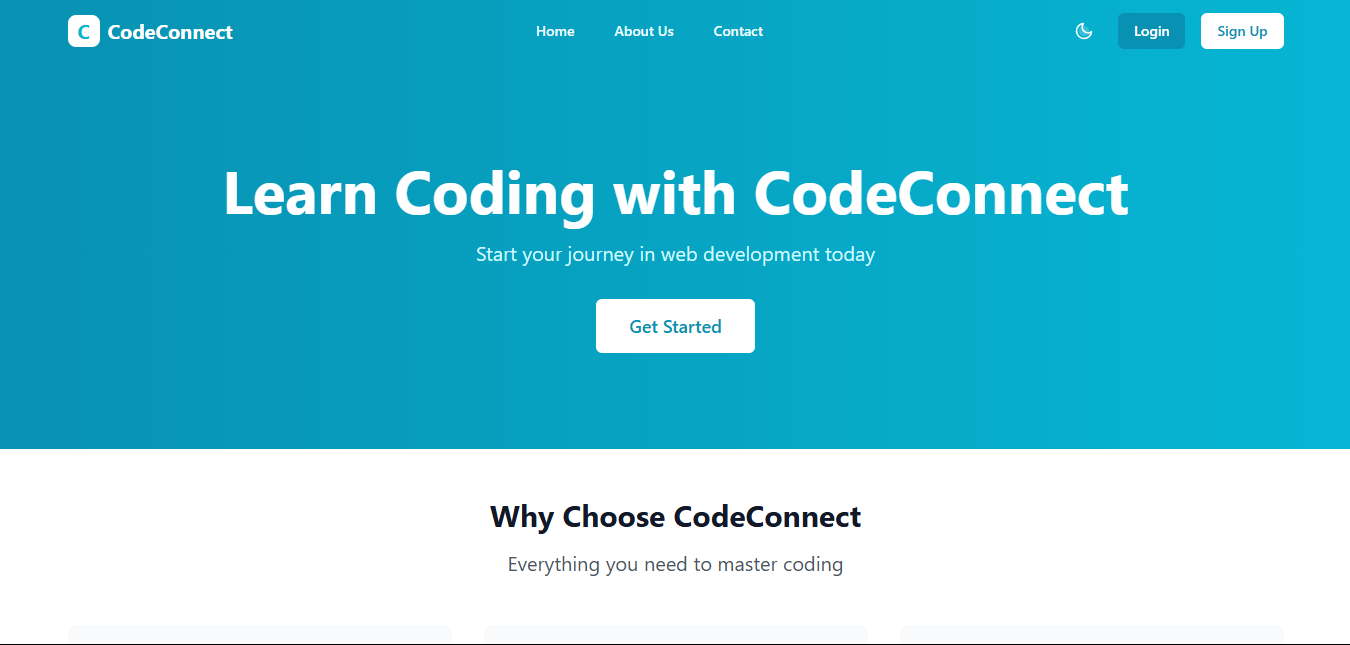 C CodeConnect Home About Us Contact Login Sign Up
Learn Coding with CodeConnect
Start your journey in web development today
Get Started
Why Choose CodeConnect
Everything you need to master coding